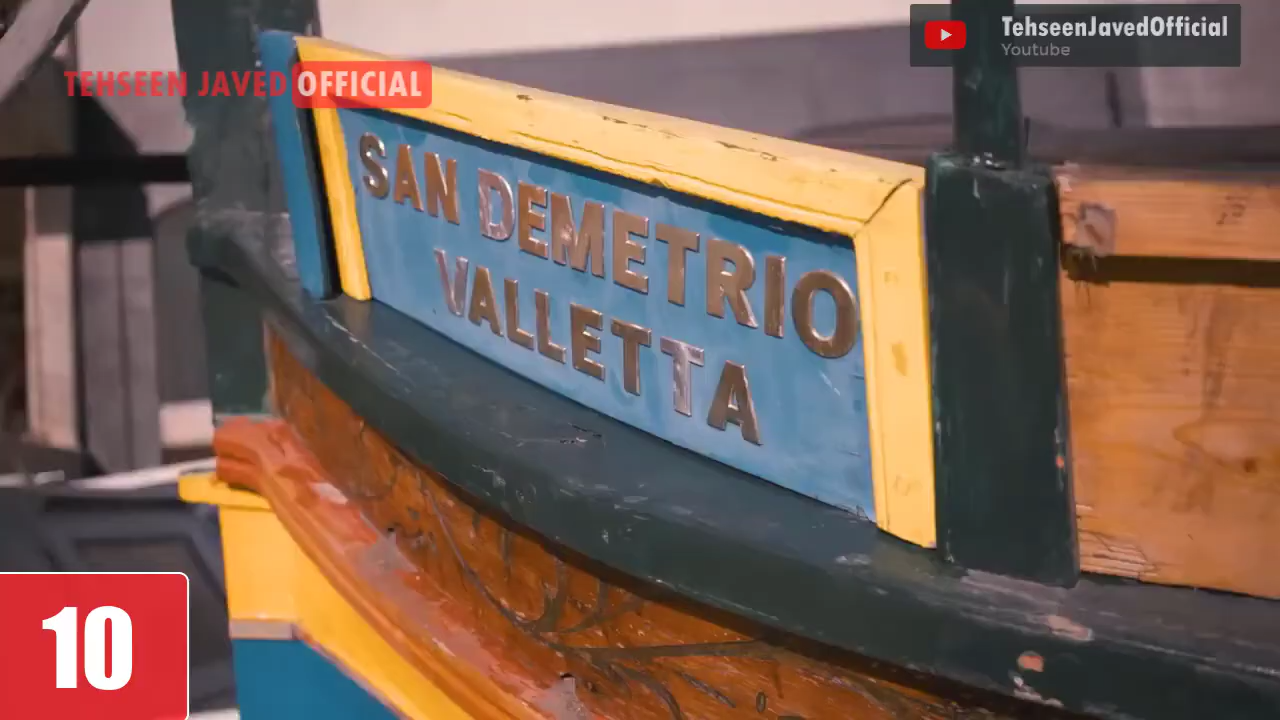 TehseenJavedOfficial
Youtube
TEHSEEN JAVED OFFICIAL
SAN DEMETRIO
VALLETTA
10